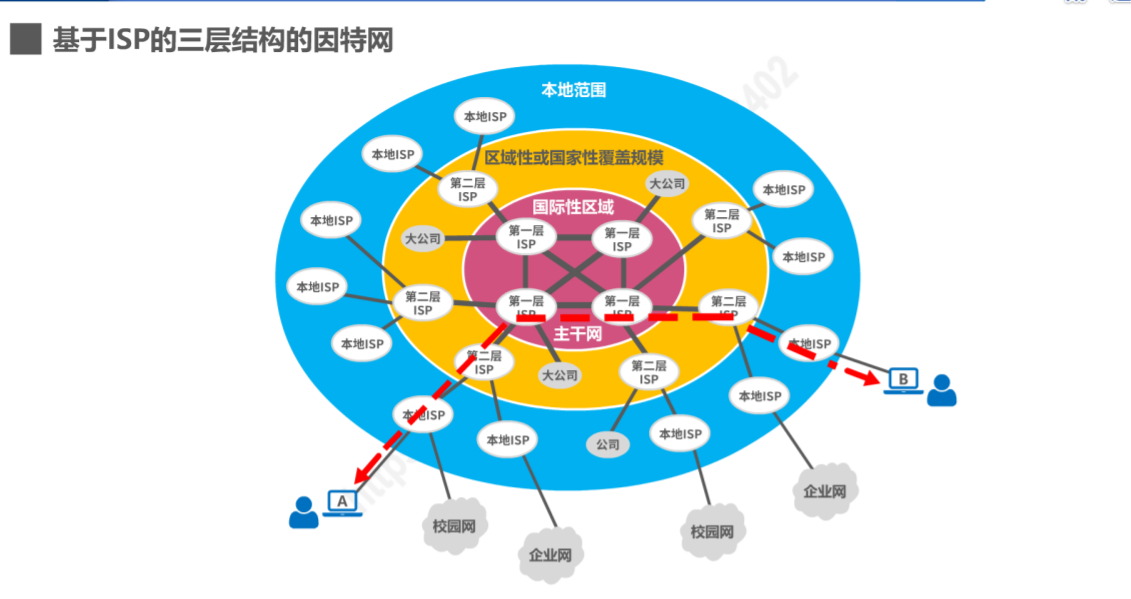 基于ISP的三层结构的因特网
402
本地范围
本地ISP
本地ISP
区域性或国家性覆盖规模
第二层
ISP
大公司
本地ISP
国际性区域
本地ISP
第二层
ISP
大公司
第一层
ISP
第一层
ISP
本地ISP
本地ISP
第二层
ISP
第一层
ISP
第一层
ISP
第二层
ISP
主干网
本地ISP
本地ISP
第二层
ISP
大公司
第二层
ISP
B
本地ISP
本地ISP
本地ISP
公司
本地ISP
A
http
企业网
校园网
校园网
企业网